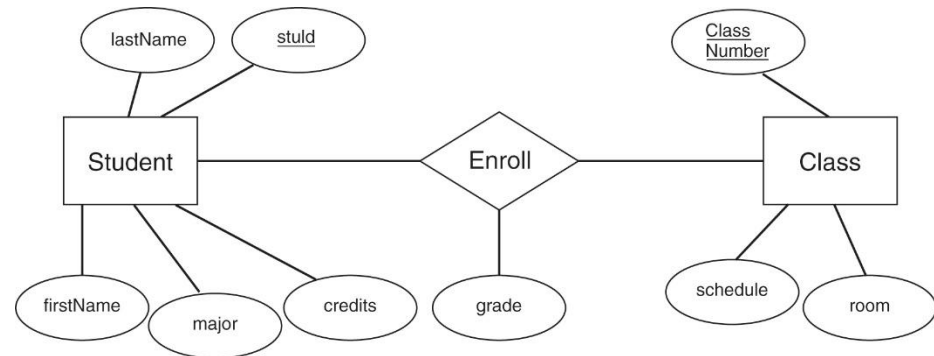 lastName
stuId
Class
Number
Student
Enroll
Class
firstName
major
credits
grade
schedule
room